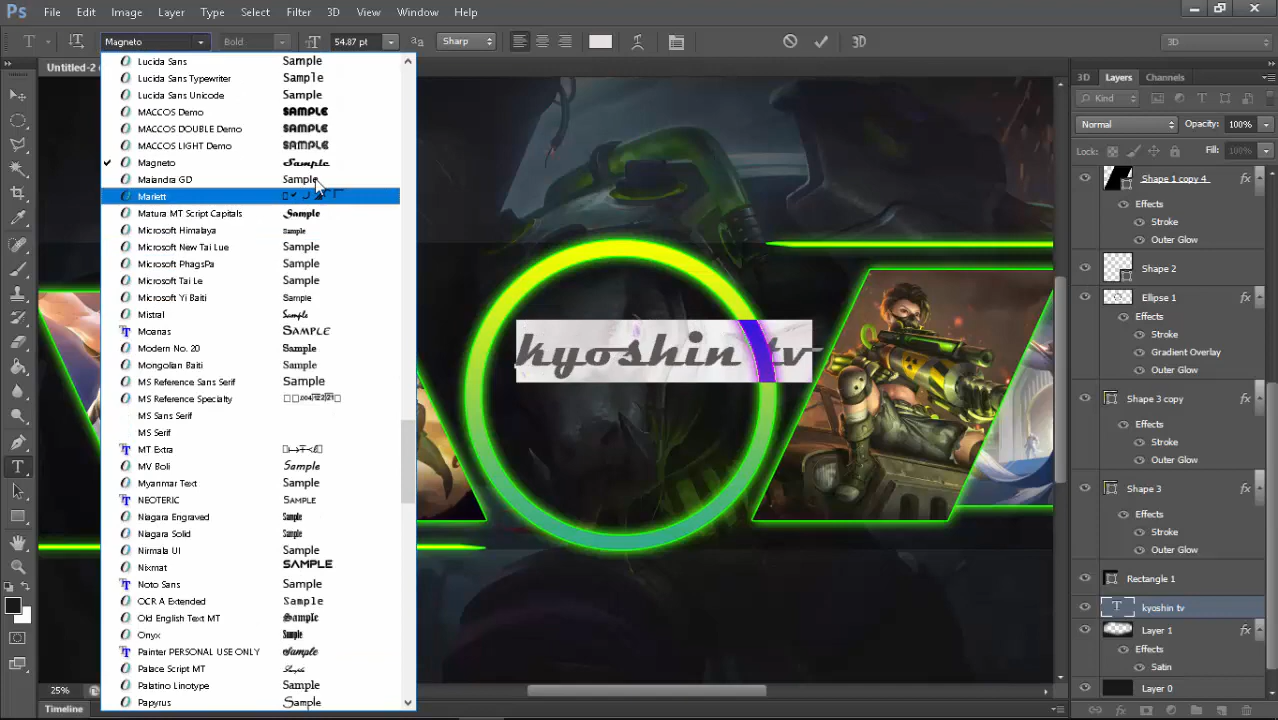 Ps File Edit Image Layer Type Select Filter 3D View Window Help
Magneto Bold 54.87 pt Sharp 3D 3D
Untitled-2
Lucida Sans Sample
Lucida Sans Typewriter Sample
Lucida Sans Unicode Sample
MACCOS Demo SAMPLE
MACCOS DOUBLE Demo SAMPLE
MACCOS LIGHT Demo SAMPLE
Magneto Sample
Maiandra GD Sample
Marlett
Matura MT Script Capitals Sample
Microsoft Himalaya Sample
Microsoft New Tai Lue Sample
Microsoft PhagsPa Sample
Microsoft Tai Le Sample
Microsoft Yi Baiti Sample
Mistral Sample
Moanas SAMPLE
Modern No. 20 Sample
Mongolian Baiti Sample
MS Reference Sans Serif Sample
MS Reference Specialty
MS Sans Serif
MS Serif
MT Extra
MV Boli Sample
Myanmar Text Sample
NEOTERIC SAMPLE
Niagara Engraved Sample
Niagara Solid Sample
Nirmala UI Sample
Nixmat SAMPLE
Noto Sans Sample
OCR A Extended Sample
Old English Text MT Sample
Onyx Sample
Painter PERSONAL USE ONLY Sample
Palace Script MT Sample
Palatino Linotype Sample
Papyrus Sample
kyoshin tv
25%
Timeline
3D Layers Channels
Kind
Normal Opacity: 100%
Lock: Fill: 100%
Shape 1 copy 4 fx
Effects
Stroke
Outer Glow
Shape 2
Ellipse 1 fx
Effects
Stroke
Gradient Overlay
Outer Glow
Shape 3 copy fx
Effects
Stroke
Outer Glow
Shape 3 fx
Effects
Stroke
Outer Glow
Rectangle 1
kyoshin tv
Layer 1 fx
Effects
Satin
Layer 0